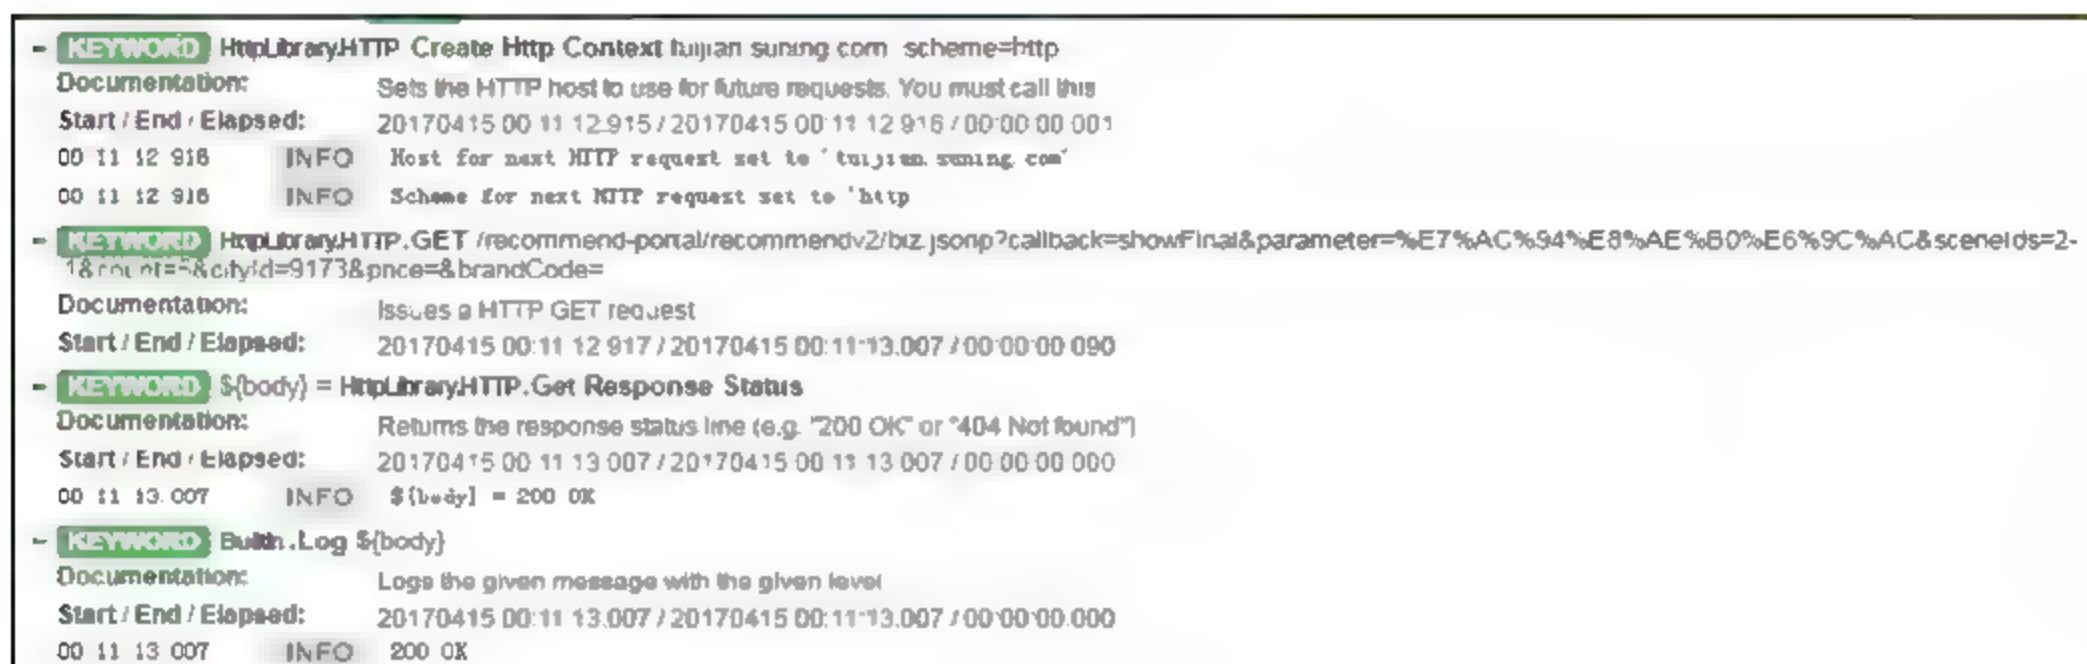 - KEYWORD HttpLibrary.HTTP Create Http Context tuijian suning com scheme=http
Documentation: Sets the HTTP host to use for future requests. You must call this
Start / End / Elapsed: 20170415 00 11 12.915 / 20170415 00 11 12 916 / 00:00:00 001
00 11 12 916 INFO Host for next HTTP request set to 'tuijian.suning.com'
00 11 12 916 INFO Scheme for next HTTP request set to 'http
- KEYWORD HttpLibrary.HTTP.GET /recommend-portal/recommendv2/biz.jsonp?callback=showFinal&parameter=%E7%AC%94%E8%AE%B0%E6%9C%AC&sceneIds=2-
1&count=5&cityId=9173&price=&brandCode=
Documentation: Issues a HTTP GET request
Start / End / Elapsed: 20170415 00:11 12 917 / 20170415 00:11:13.007 / 00:00:00 090
- KEYWORD ${body} = HttpLibrary.HTTP.Get Response Status
Documentation: Returns the response status line (e.g. "200 OK" or "404 Not found")
Start / End / Elapsed: 20170415 00 11 13 007 / 20170415 00 11 13 007 / 00 00 00 000
00 11 13.007 INFO ${body} = 200 OK
- KEYWORD BuiltIn.Log ${body}
Documentation: Logs the given message with the given level
Start / End / Elapsed: 20170415 00:11 13.007 / 20170415 00:11:13.007 / 00:00:00.000
00 11 13 007 INFO 200 OK